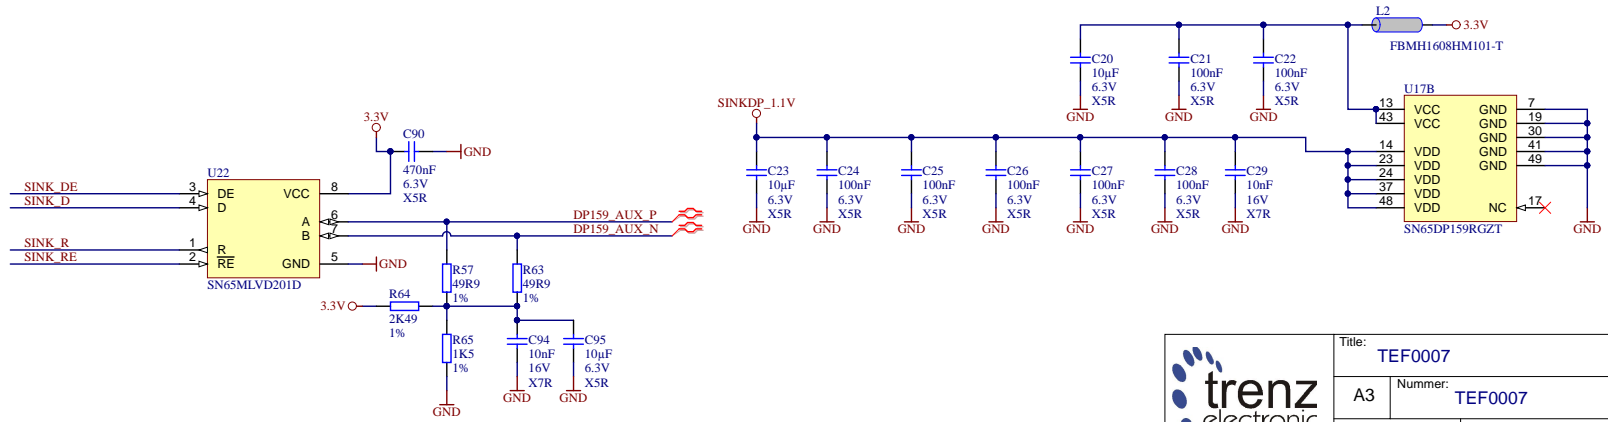 L2
3.3V
FBMH1608HM101-T
C20
10µF
6.3V
X5R
GND
C21
100nF
6.3V
X5R
GND
C22
100nF
6.3V
X5R
GND
SINKDP_1.1V
C23
10µF
6.3V
X5R
GND
C24
100nF
6.3V
X5R
GND
C25
100nF
6.3V
X5R
GND
C26
100nF
6.3V
X5R
GND
C27
100nF
6.3V
X5R
GND
C28
100nF
6.3V
X5R
GND
C29
10nF
16V
X7R
GND
U17B
13 VCC GND 7
43 VCC GND 19
GND 30
14 VDD GND 41
23 VDD GND 49
24 VDD
37 VDD
48 VDD NC 17
SN65DP159RGZT
GND
3.3V
C90
470nF
6.3V
X5R
GND
U22
SINK_DE 3 DE VCC 8
SINK_D 4 D
A 6 DP159_AUX_P
B 7 DP159_AUX_N
SINK_R 1 R
SINK_RE 2 RE GND 5 GND
SN65MLVD201D
R57
49R9
1%
R63
49R9
1%
3.3V
R64
2K49
1%
R65
1K5
1%
GND
C94
10nF
16V
X7R
GND
C95
10µF
6.3V
X5R
GND
trenz
electronic
Title:
TEF0007
A3
Nummer:
TEF0007